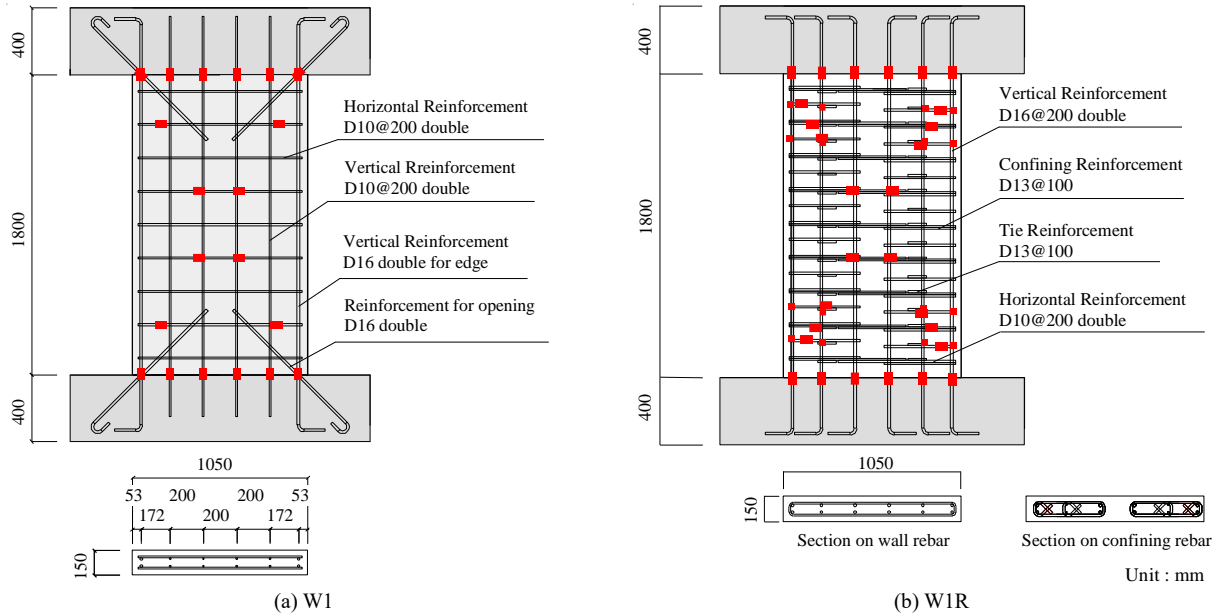 400
1800
400
Horizontal Reinforcement
D10@200 double
Vertical Rreinforcement
D10@200 double
Vertical Reinforcement
D16 double for edge
Reinforcement for opening
D16 double
1050
53 200 200 53
172 200 172
150
(a) W1
400
1800
400
Vertical Reinforcement
D16@200 double
Confining Reinforcement
D13@100
Tie Reinforcement
D13@100
Horizontal Reinforcement
D10@200 double
1050
150
Section on wall rebar
Section on confining rebar
Unit : mm
(b) W1R